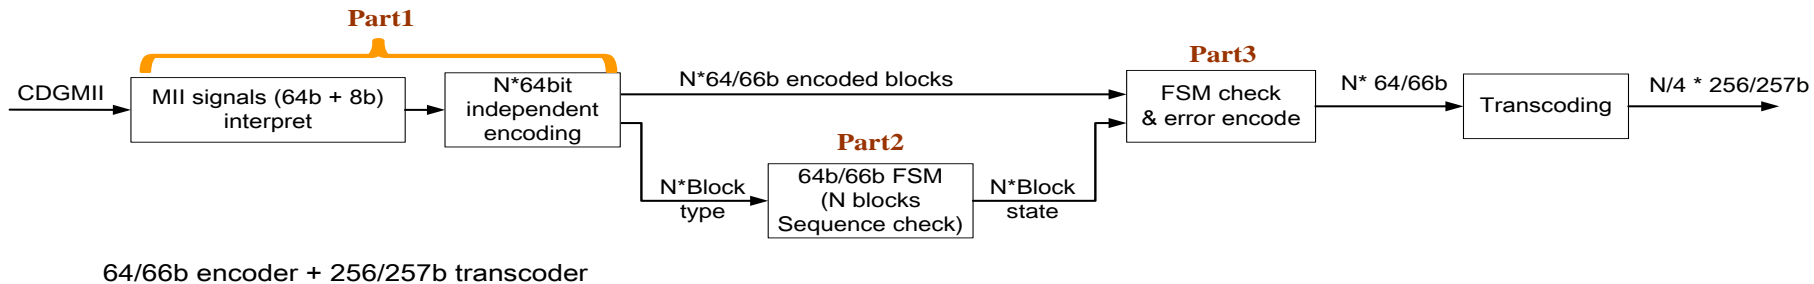 Part1
CDGMII
MII signals (64b + 8b)
interpret
N*64bit
independent
encoding
N*64/66b encoded blocks
Part2
N*Block
type
64b/66b FSM
(N blocks
Sequence check)
N*Block
state
Part3
FSM check
& error encode
N* 64/66b
Transcoding
N/4 * 256/257b
64/66b encoder + 256/257b transcoder